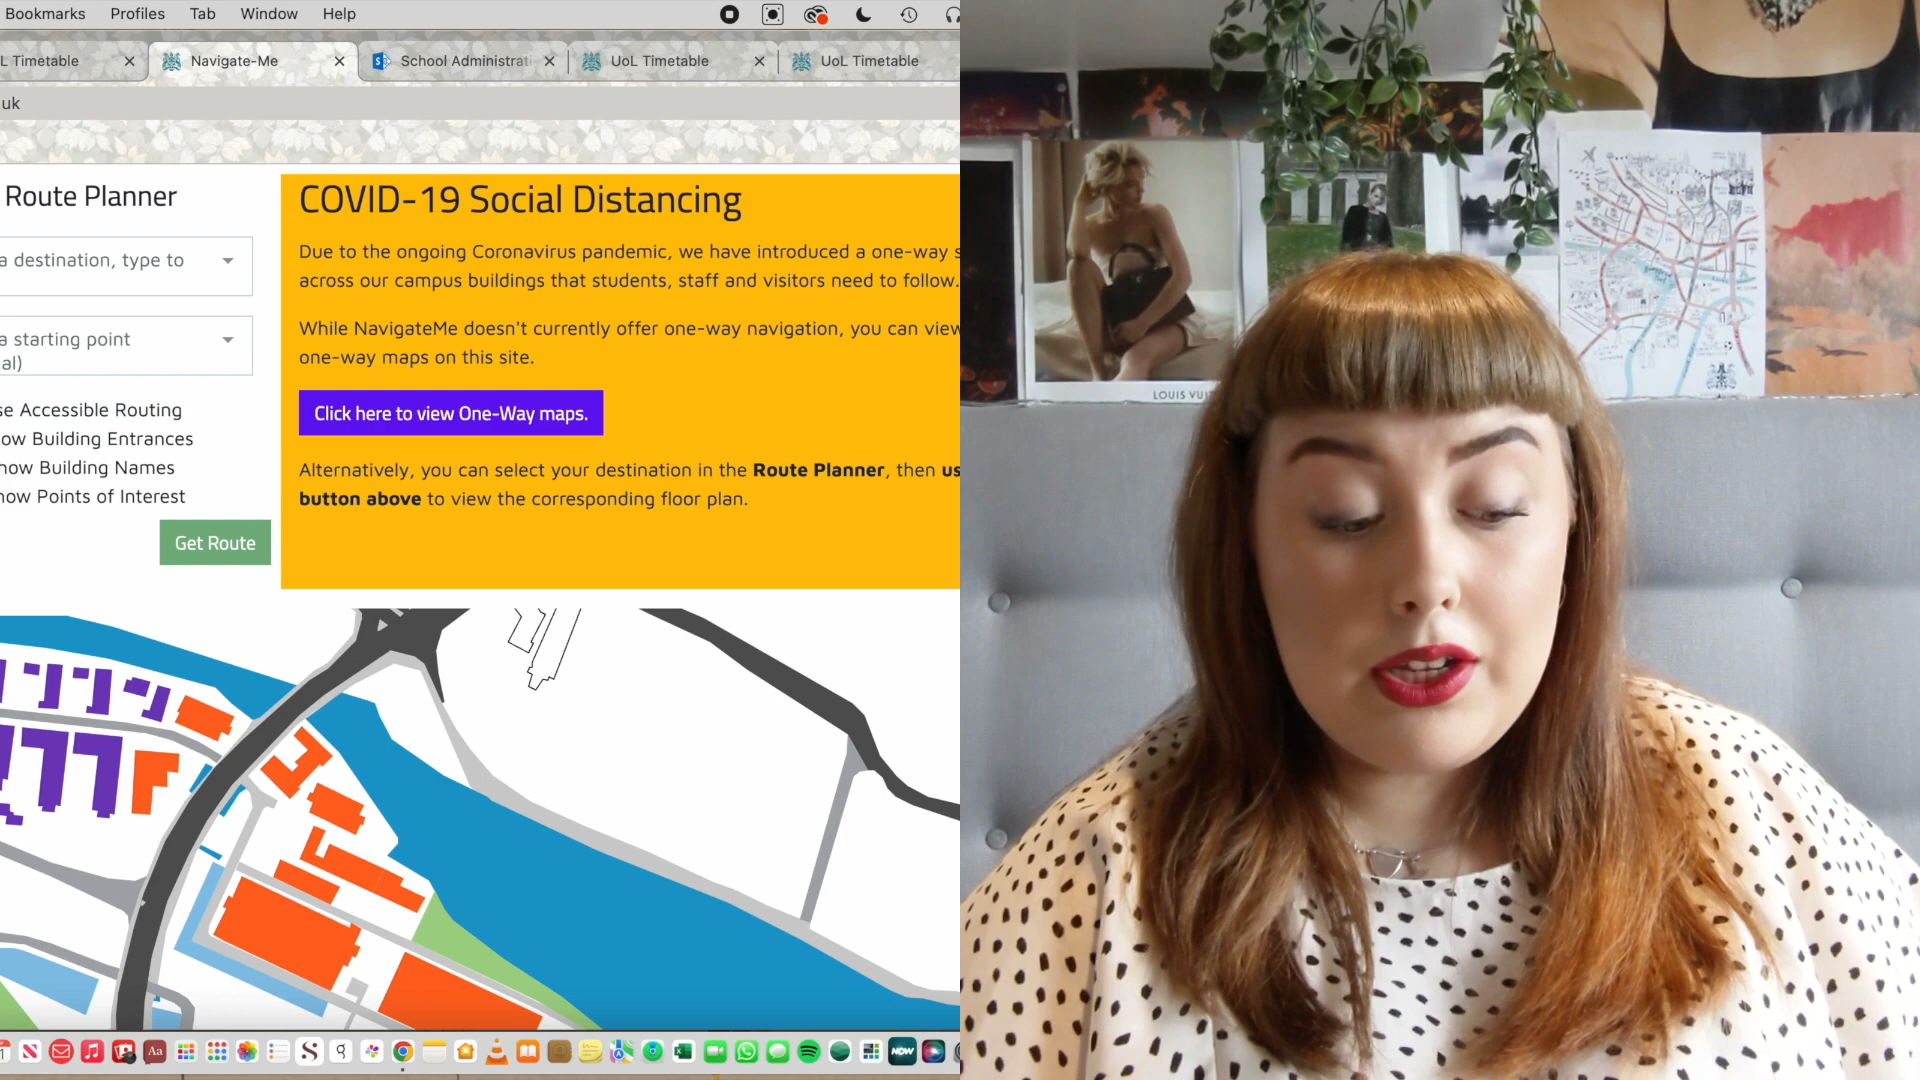 Bookmarks Profiles Tab Window Help
L Timetable Navigate-Me School Administrat UoL Timetable UoL Timetable
uk
Route Planner
a destination, type to
a starting point
al)
se Accessible Routing
ow Building Entrances
how Building Names
now Points of Interest
Get Route
COVID-19 Social Distancing
Due to the ongoing Coronavirus pandemic, we have introduced a one-way s
across our campus buildings that students, staff and visitors need to follow.
While NavigateMe doesn't currently offer one-way navigation, you can view
one-way maps on this site.
Click here to view One-Way maps.
Alternatively, you can select your destination in the Route Planner, then us
button above to view the corresponding floor plan.
Aa
NOW
LOUIS VUI